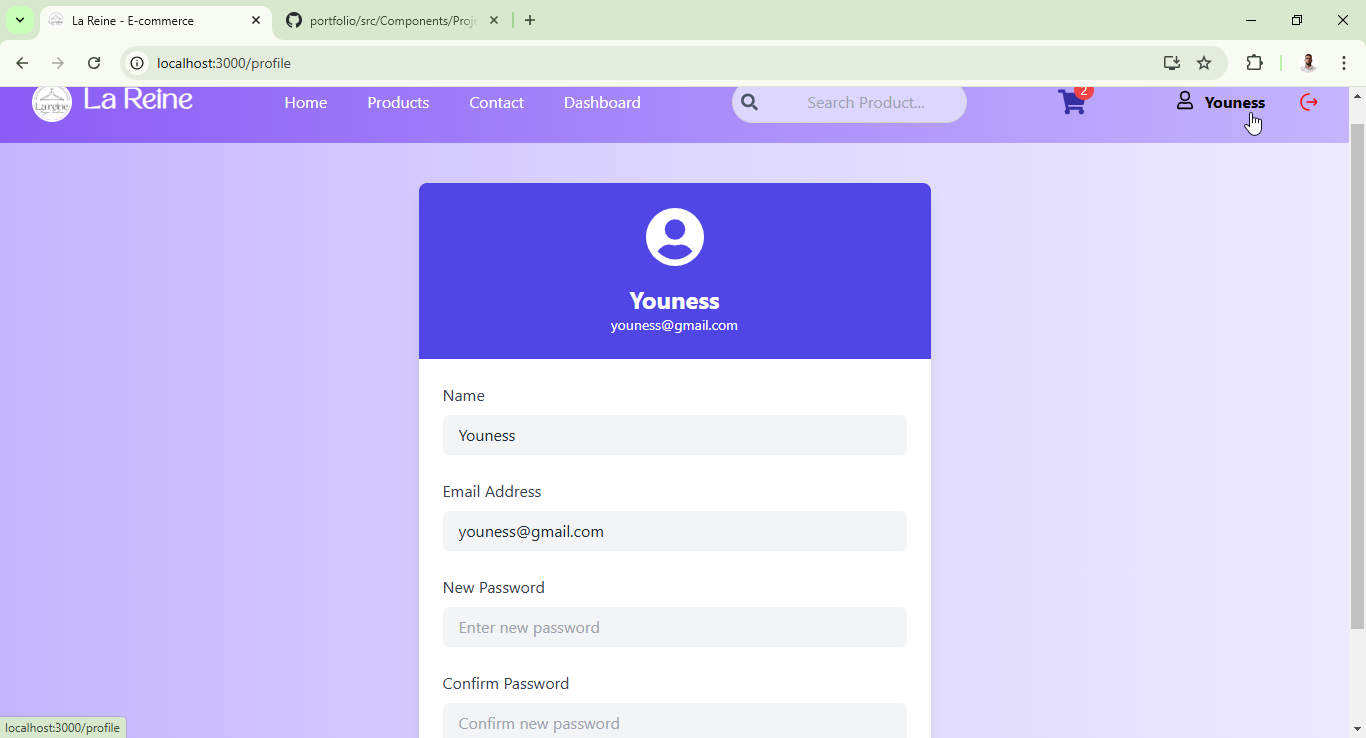 La Reine - E-commerce
portfolio/src/Components/Proje
localhost:3000/profile
La reine
La Reine
Home
Products
Contact
Dashboard
Search Product...
2
Youness
Youness
youness@gmail.com
Name
Youness
Email Address
youness@gmail.com
New Password
Enter new password
Confirm Password
Confirm new password
localhost:3000/profile